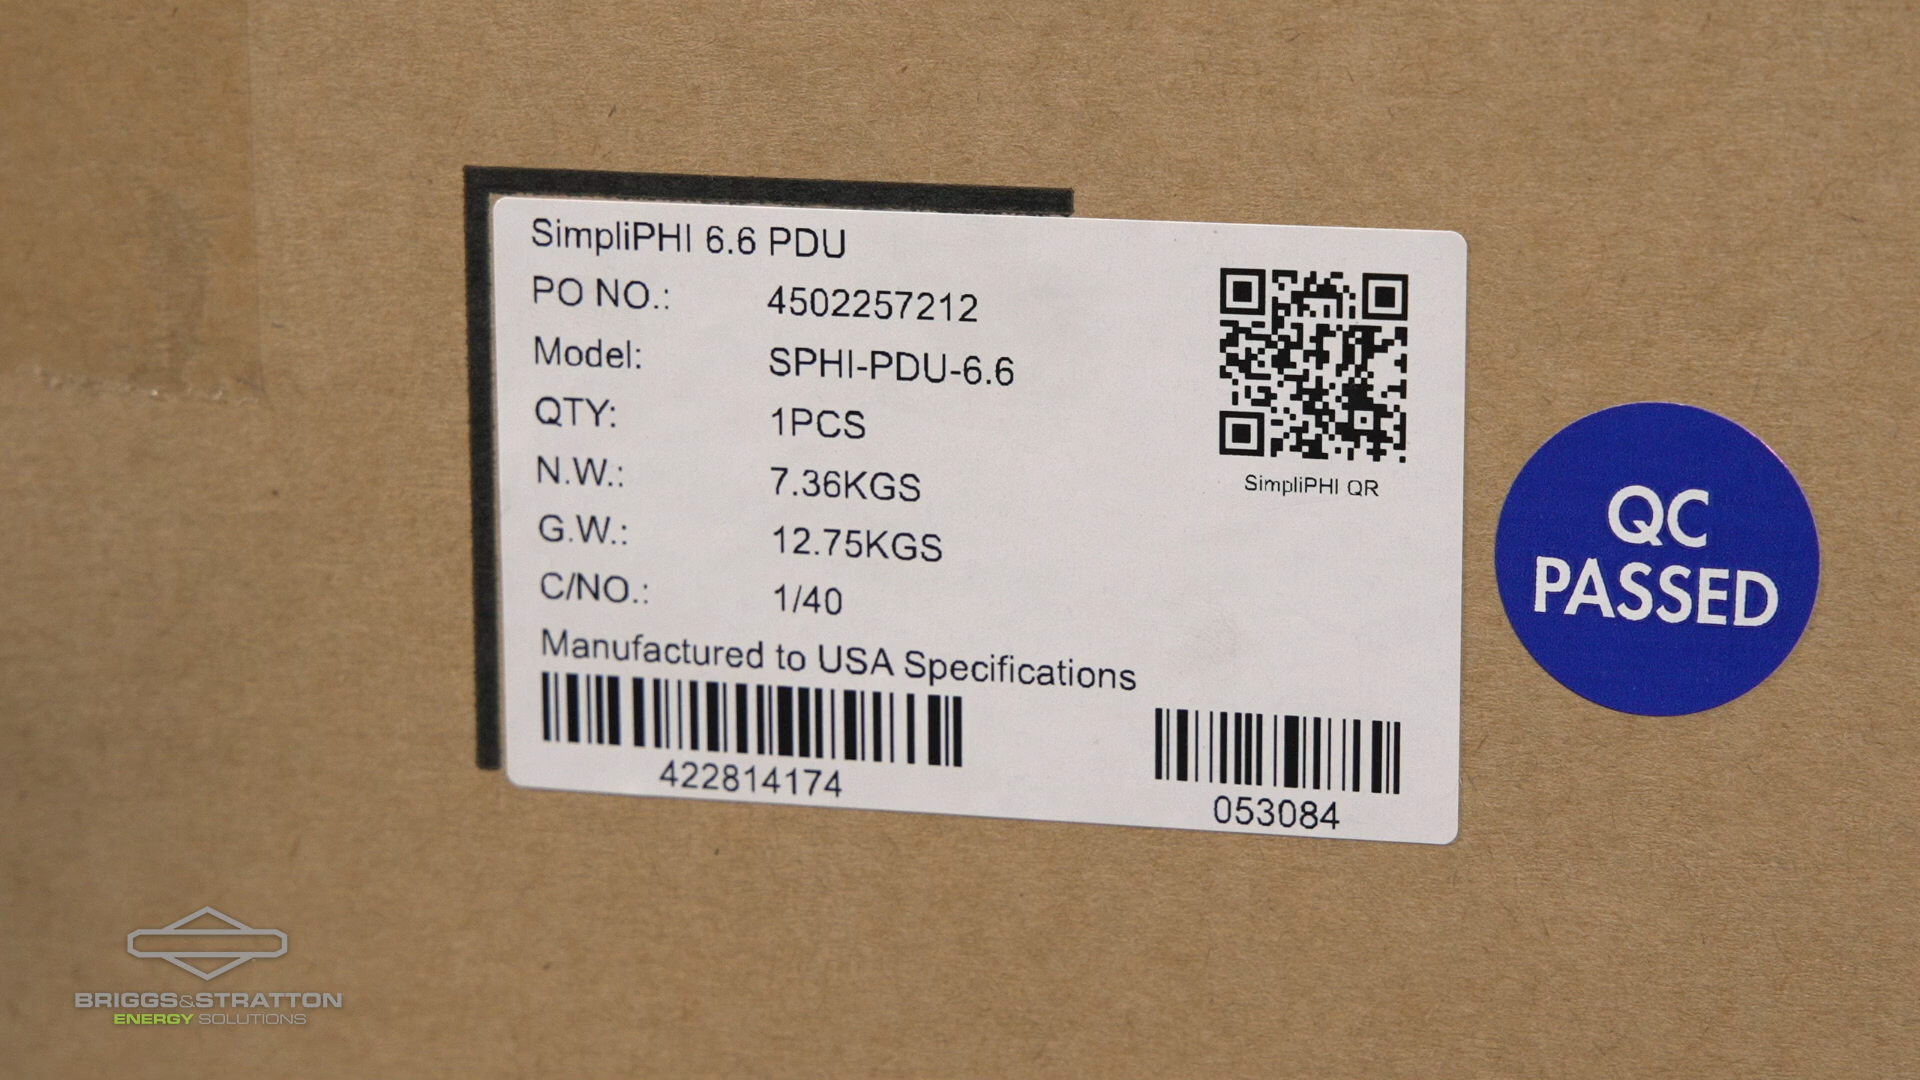 SimpliPHI 6.6 PDU
PO NO.: 4502257212
Model: SPHI-PDU-6.6
QTY: 1PCS
N.W.: 7.36KGS
G.W.: 12.75KGS
C/NO.: 1/40
Manufactured to USA Specifications
422814174
053084
SimpliPHI QR
QC
PASSED
BRIGGS&STRATTON
ENERGY SOLUTIONS